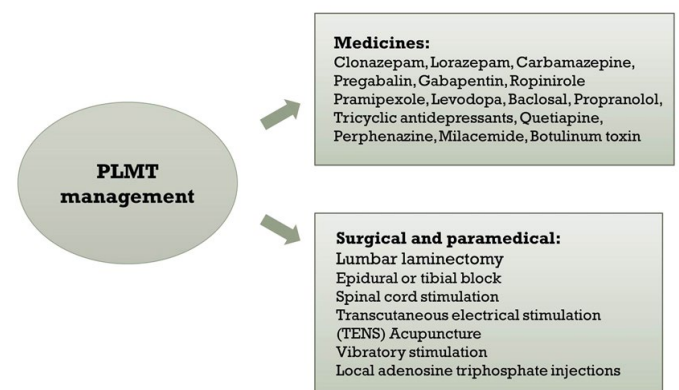 PLMT
management
Medicines:
Clonazepam, Lorazepam, Carbamazepine,
Pregabalin, Gabapentin, Ropinirole
Pramipexole, Levodopa, Baclosal, Propranolol,
Tricyclic antidepressants, Quetiapine,
Perphenazine, Milacemide, Botulinum toxin
Surgical and paramedical:
Lumbar laminectomy
Epidural or tibial block
Spinal cord stimulation
Transcutaneous electrical stimulation
(TENS) Acupuncture
Vibratory stimulation
Local adenosine triphosphate injections